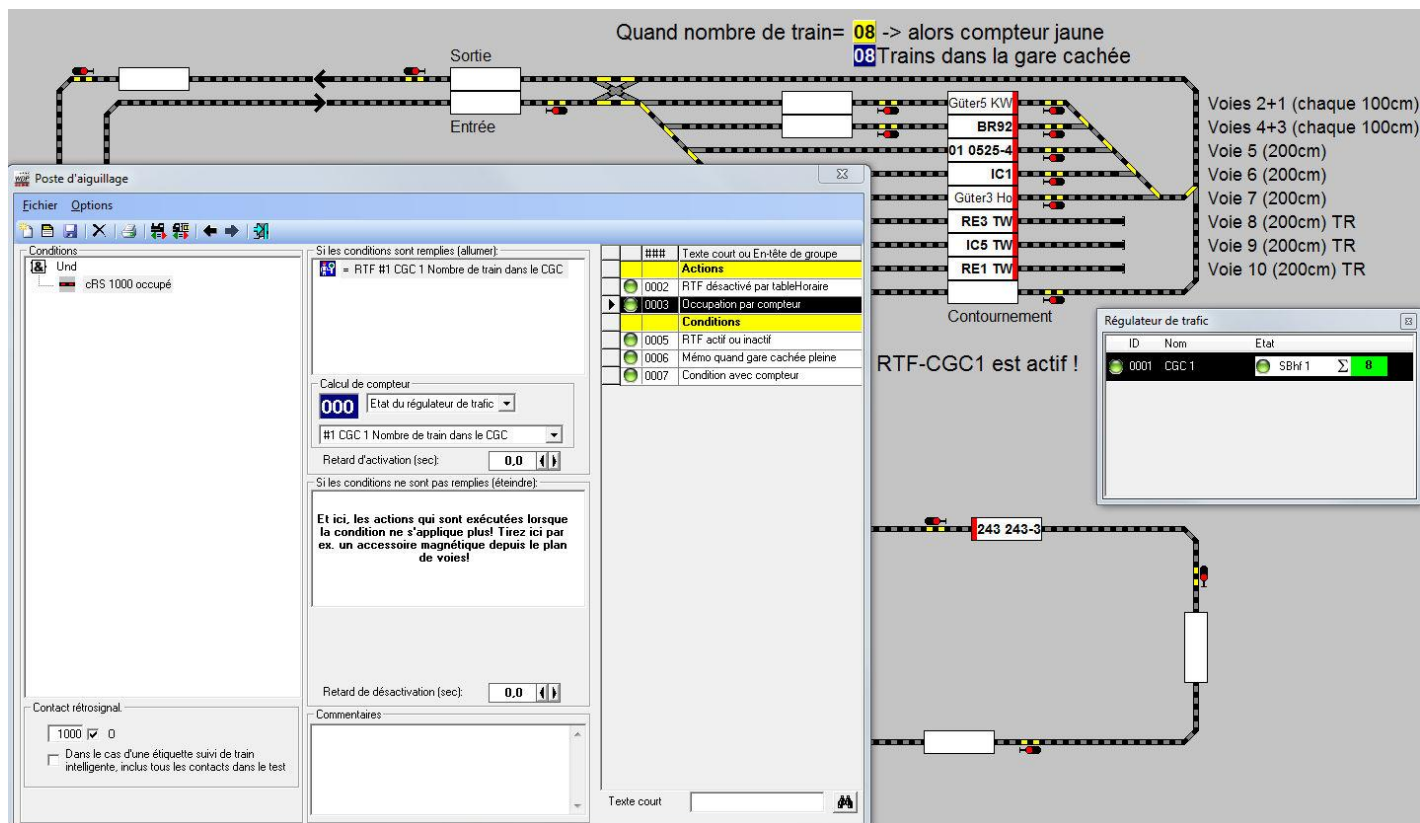 Quand nombre de train= 08 -> alors compteur jaune
08 Trains dans la gare cachée
Sortie
Entrée
Güter5 KW
BR92
01 0525-4
IC1
Güter3 Ho
RE3 TW
IC5 TW
RE1 TW
Contournement
Voies 2+1 (chaque 100cm)
Voies 4+3 (chaque 100cm)
Voie 5 (200cm)
Voie 6 (200cm)
Voie 7 (200cm)
Voie 8 (200cm) TR
Voie 9 (200cm) TR
Voie 10 (200cm) TR
Poste d'aiguillage
Fichier Options
Conditions
Und
cRS 1000 occupé
Contact rétrosignal.
1000 O
Dans le cas d'une étiquette suivi de train
intelligente, inclus tous les contacts dans le test
Si les conditions sont remplies (allumer):
= RTF #1 CGC 1 Nombre de train dans le CGC
Calcul de compteur
000 Etat du régulateur de trafic
#1 CGC 1 Nombre de train dans le CGC
Retard d'activation (sec): 0,0
Si les conditions ne sont pas remplies (éteindre):
Et ici, les actions qui sont exécutées lorsque
la condition ne s'applique plus! Tirez ici par
ex. un accessoire magnétique depuis le plan
de voies!
Retard de désactivation (sec): 0,0
Commentaires
### Texte court ou En-tête de groupe
Actions
0002 RTF désactivé par tableHoraire
0003 Occupation par compteur
Conditions
0005 RTF actif ou inactif
0006 Mémo quand gare cachée pleine
0007 Condition avec compteur
Texte court
RTF-CGC1 est actif !
Régulateur de trafic
ID Nom Etat
0001 CGC 1 SBhf 1 Σ 8
243 243-3